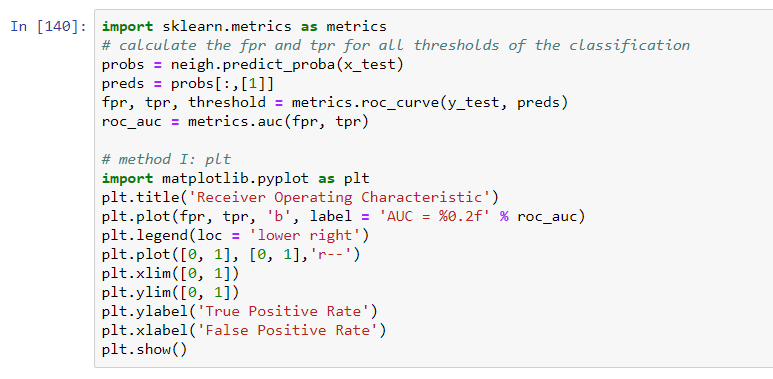 In [140]: import sklearn.metrics as metrics
# calculate the fpr and tpr for all thresholds of the classification
probs = neigh.predict_proba(x_test)
preds = probs[:,[1]]
fpr, tpr, threshold = metrics.roc_curve(y_test, preds)
roc_auc = metrics.auc(fpr, tpr)

# method I: plt
import matplotlib.pyplot as plt
plt.title('Receiver Operating Characteristic')
plt.plot(fpr, tpr, 'b', label = 'AUC = %0.2f' % roc_auc)
plt.legend(loc = 'lower right')
plt.plot([0, 1], [0, 1],'r--')
plt.xlim([0, 1])
plt.ylim([0, 1])
plt.ylabel('True Positive Rate')
plt.xlabel('False Positive Rate')
plt.show()